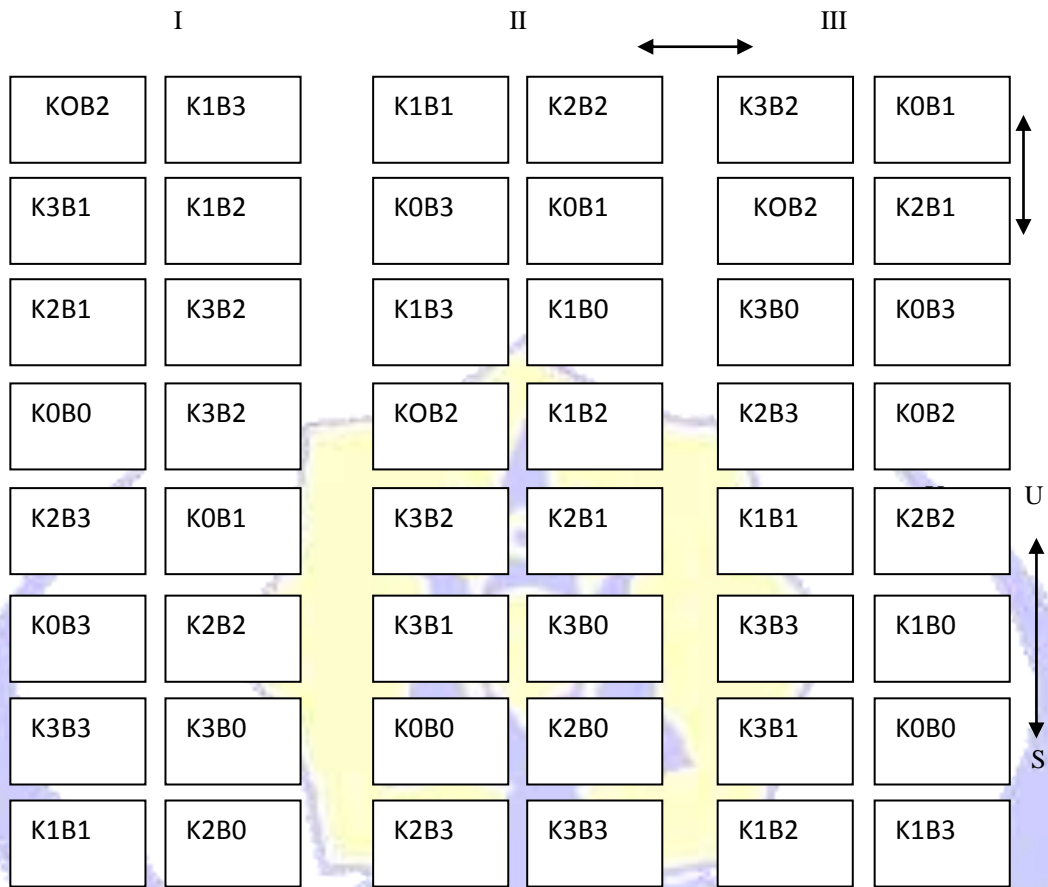 I II III
KOB2 K1B3 K1B1 K2B2 K3B2 K0B1
K3B1 K1B2 K0B3 K0B1 KOB2 K2B1
K2B1 K3B2 K1B3 K1B0 K3B0 K0B3
K0B0 K3B2 KOB2 K1B2 K2B3 K0B2
K2B3 K0B1 K3B2 K2B1 K1B1 K2B2
U
K0B3 K2B2 K3B1 K3B0 K3B3 K1B0
K3B3 K3B0 K0B0 K2B0 K3B1 K0B0
S
K1B1 K2B0 K2B3 K3B3 K1B2 K1B3